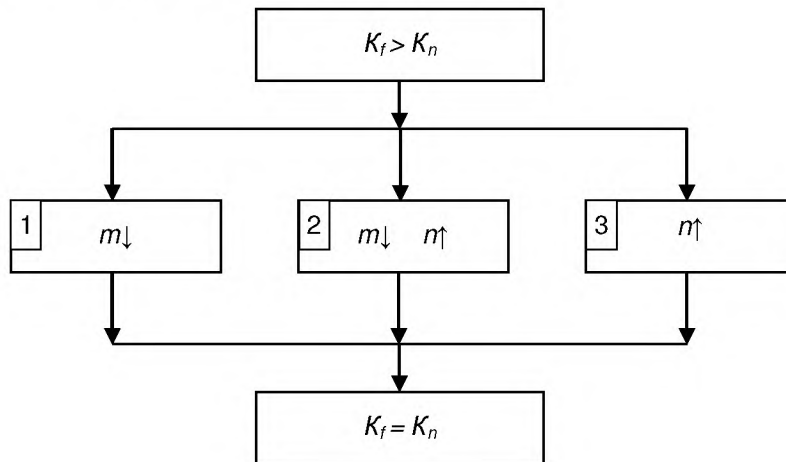 K_f > K_n
1 m↓
2 m↓ n↑
3 n↑
K_f = K_n